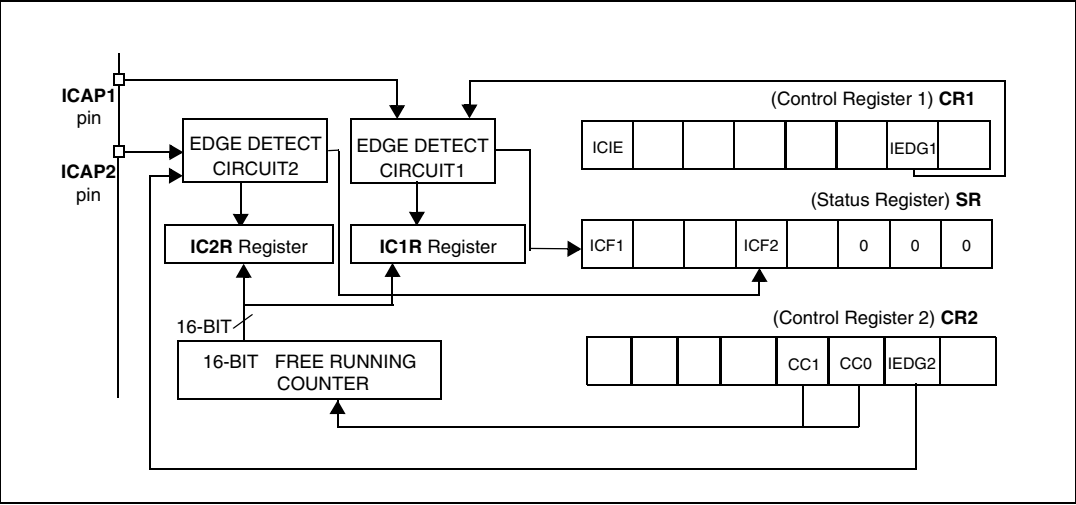 ICAP1
pin
ICAP2
pin
EDGE DETECT
CIRCUIT2
EDGE DETECT
CIRCUIT1
IC2R Register
IC1R Register
16-BIT
16-BIT FREE RUNNING
COUNTER
(Control Register 1) CR1
ICIE IEDG1
(Status Register) SR
ICF1 ICF2 0 0 0
(Control Register 2) CR2
CC1 CC0 IEDG2